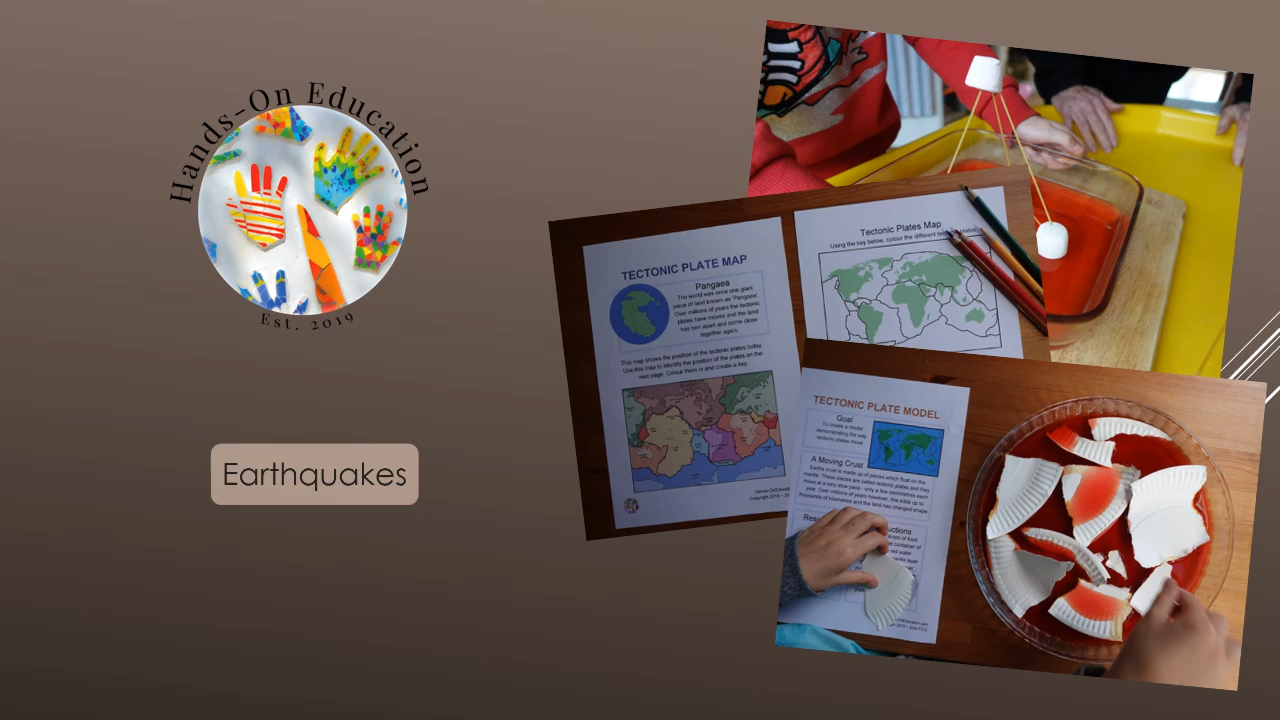 Hands-On Education
Est. 2019
Earthquakes
TECTONIC PLATE MAP
Pangaea
The world was once one giant
piece of land known as 'Pangaea'.
Over millions of years the tectonic
plates have moved and the land
has torn apart and some close
together again.
This map shows the position of the tectonic plates today.
Use this map to identify the position of the plates on the
next page. Colour them in and create a key.
Tectonic Plates Map
Using the key below, colour the different tectonic plates.
TECTONIC PLATE MODEL
Goal
To create a model
demonstrating the way
tectonic plates move.
A Moving Crust
Earths crust is made up of pieces which float on the
mantle. These pieces are called tectonic plates and they
move at a very slow pace - only a few centimetres each
year. Over millions of years however, this adds up to
thousands of kilometres and the land has changed shape.